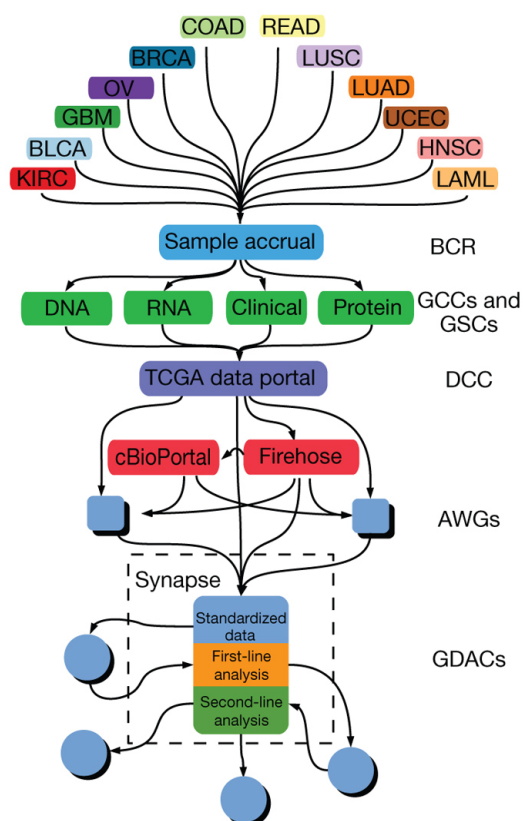 COAD READ
BRCA LUSC
OV LUAD
GBM UCEC
BLCA HNSC
KIRC LAML
Sample accrual BCR
DNA RNA Clinical Protein GCCs and
GSCs
TCGA data portal DCC
cBioPortal Firehose
AWGs
Synapse
Standardized
data
First-line
analysis
GDACs
Second-line
analysis